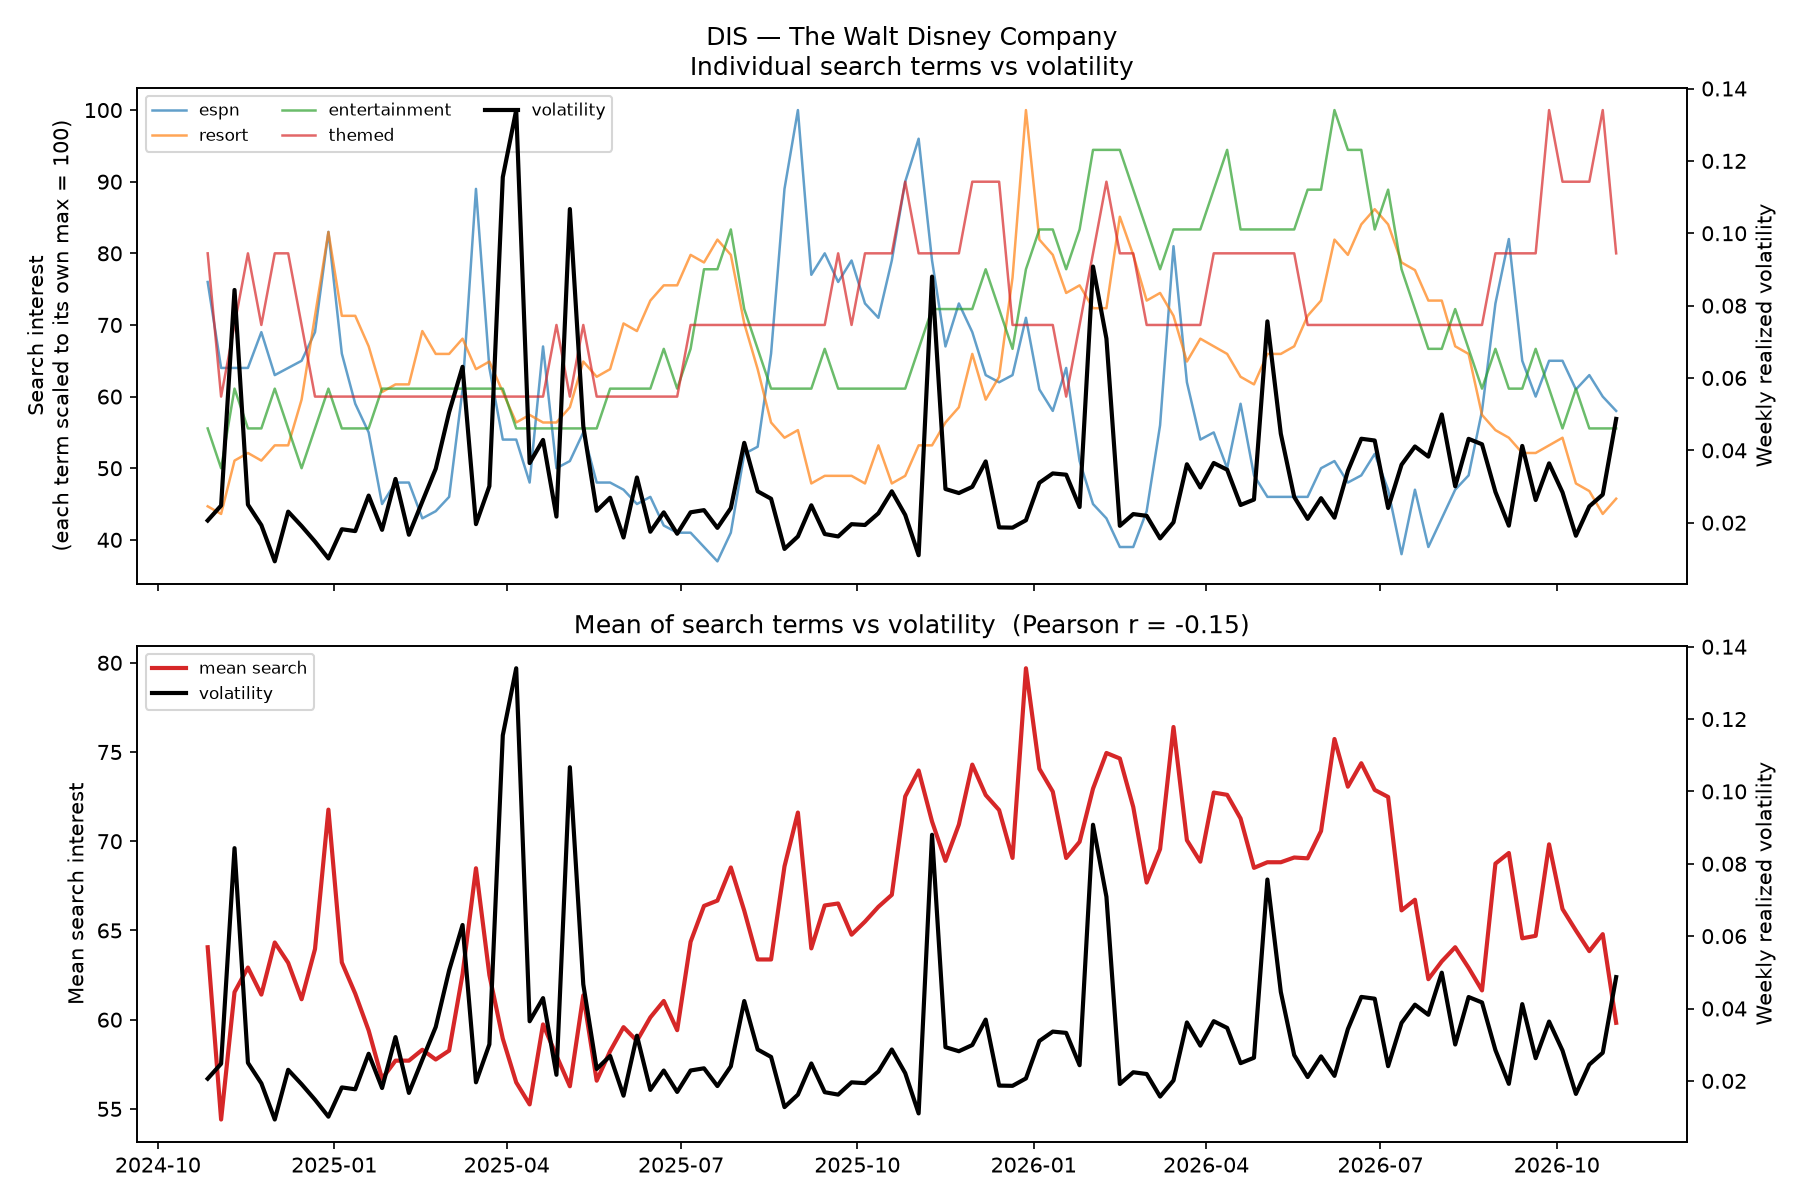 DIS — The Walt Disney Company
Individual search terms vs volatility
espn
resort
entertainment
themed
volatility
Search interest
(each term scaled to its own max = 100)
100
90
80
70
60
50
40
0.14
0.12
0.10
0.08
0.06
0.04
0.02
Weekly realized volatility
Mean of search terms vs volatility (Pearson r = -0.15)
mean search
volatility
Mean search interest
80
75
70
65
60
55
0.14
0.12
0.10
0.08
0.06
0.04
0.02
Weekly realized volatility
2024-10
2025-01
2025-04
2025-07
2025-10
2026-01
2026-04
2026-07
2026-10